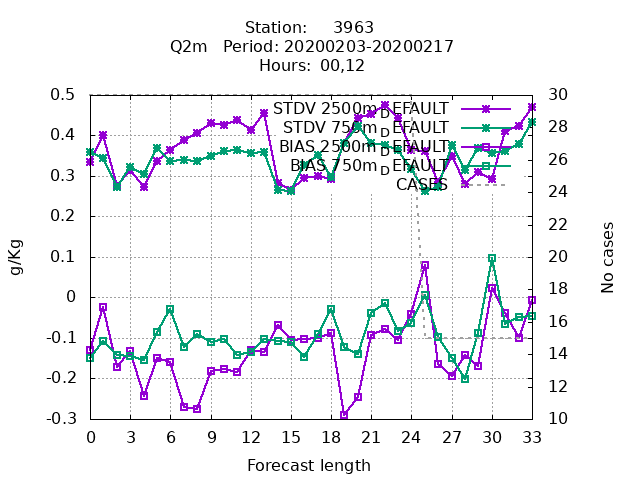 Station: 3963
Q2m Period: 20200203-20200217
Hours: 00,12
g/Kg
0.5
0.4
0.3
0.2
0.1
0
-0.1
-0.2
-0.3
STDV 2500m_DEFAULT
STDV 750m_DEFAULT
BIAS 2500m_DEFAULT
BIAS 750m_DEFAULT
CASES
30
28
26
24
22
20
18
16
14
12
10
No cases
0 3 6 9 12 15 18 21 24 27 30 33
Forecast length